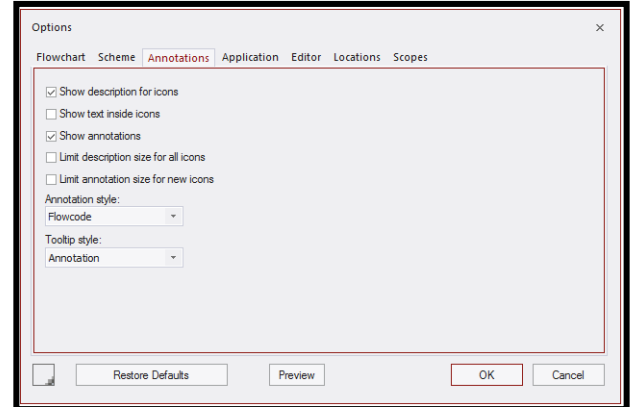 Options
Flowchart Scheme Annotations Application Editor Locations Scopes
Show description for icons
Show text inside icons
Show annotations
Limit description size for all icons
Limit annotation size for new icons
Annotation style:
Flowcode
Tooltip style:
Annotation
Restore Defaults Preview OK Cancel